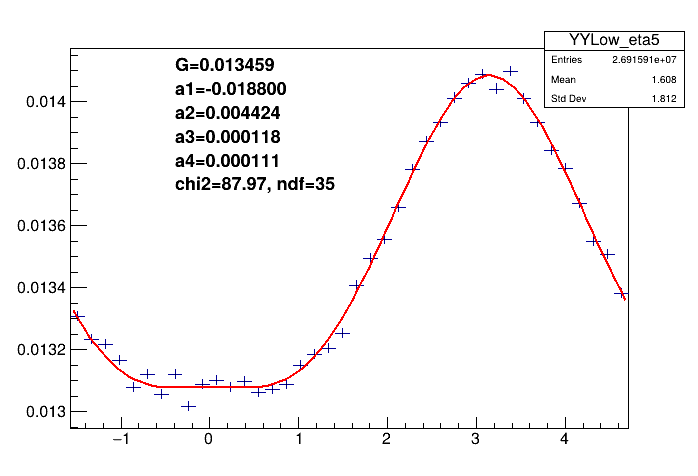 YYLow_eta5
Entries 2.691591e+07
Mean 1.608
Std Dev 1.812
G=0.013459
a1=-0.018800
a2=0.004424
a3=0.000118
a4=0.000111
chi2=87.97, ndf=35
0.014
0.0138
0.0136
0.0134
0.0132
0.013
−1 0 1 2 3 4